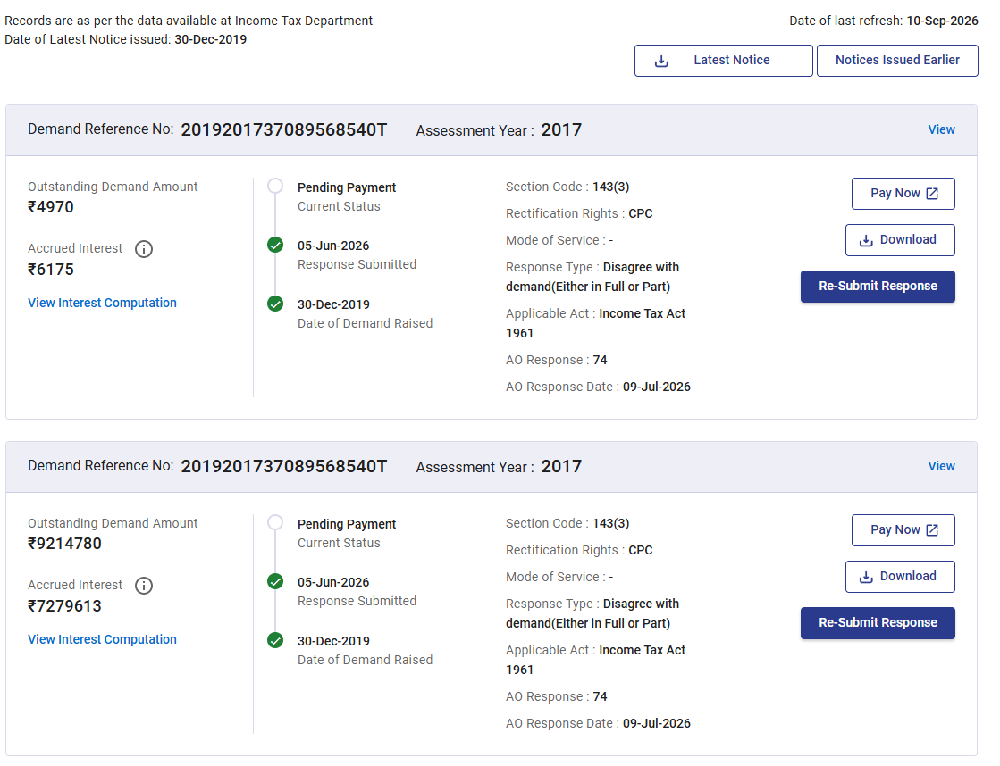 Records are as per the data available at Income Tax Department
Date of last refresh: 10-Sep-2026
Date of Latest Notice issued: 30-Dec-2019
Latest Notice
Notices Issued Earlier
Demand Reference No: 2019201737089568540T Assessment Year : 2017 View
Outstanding Demand Amount
₹4970
Accrued Interest
₹6175
View Interest Computation
Pending Payment
Current Status
05-Jun-2026
Response Submitted
30-Dec-2019
Date of Demand Raised
Section Code : 143(3)
Rectification Rights : CPC
Mode of Service : -
Response Type : Disagree with
demand(Either in Full or Part)
Applicable Act : Income Tax Act
1961
AO Response : 74
AO Response Date : 09-Jul-2026
Pay Now
Download
Re-Submit Response
Demand Reference No: 2019201737089568540T Assessment Year : 2017 View
Outstanding Demand Amount
₹9214780
Accrued Interest
₹7279613
View Interest Computation
Pending Payment
Current Status
05-Jun-2026
Response Submitted
30-Dec-2019
Date of Demand Raised
Section Code : 143(3)
Rectification Rights : CPC
Mode of Service : -
Response Type : Disagree with
demand(Either in Full or Part)
Applicable Act : Income Tax Act
1961
AO Response : 74
AO Response Date : 09-Jul-2026
Pay Now
Download
Re-Submit Response